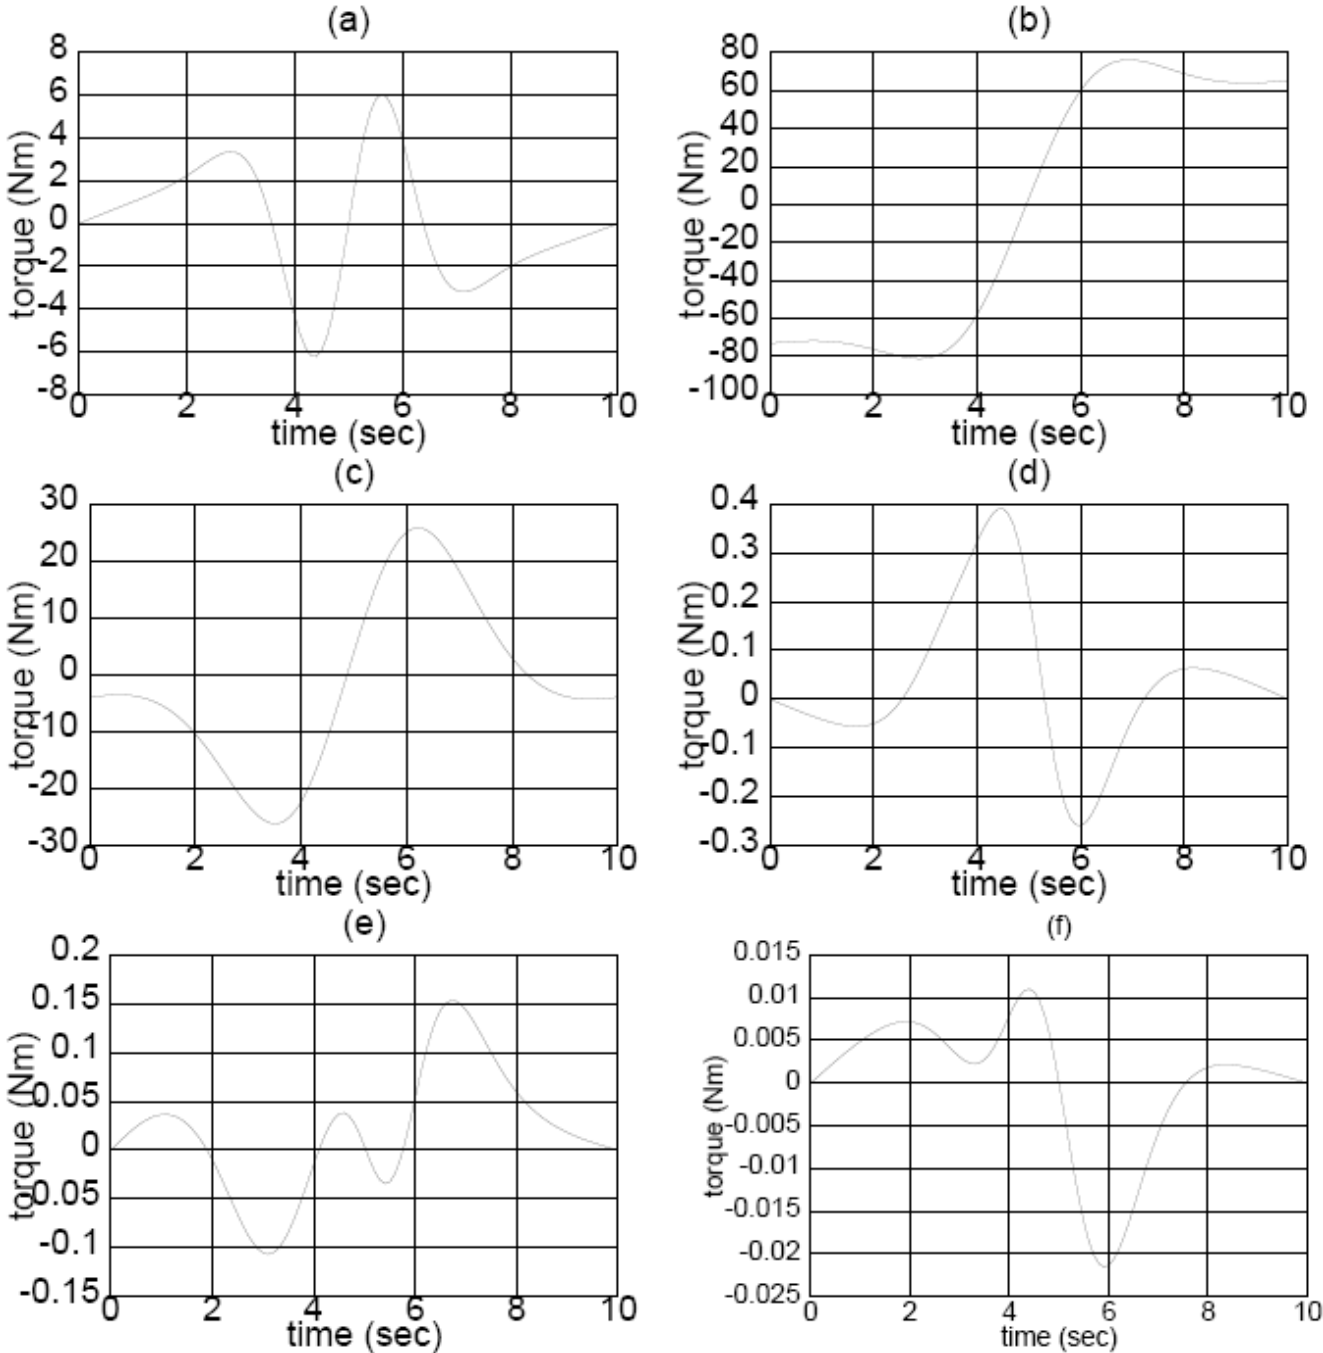 (a)
8
6
4
2
0
-2
-4
-6
-8
torque (Nm)
0 2 4 6 8 10
time (sec)
(b)
80
60
40
20
0
-20
-40
-60
-80
-100
torque (Nm)
0 2 4 6 8 10
time (sec)
(c)
30
20
10
0
-10
-20
-30
torque (Nm)
0 2 4 6 8 10
time (sec)
(d)
0.4
0.3
0.2
0.1
0
-0.1
-0.2
-0.3
torque (Nm)
0 2 4 6 8 10
time (sec)
(e)
0.2
0.15
0.1
0.05
0
-0.05
-0.1
-0.15
torque (Nm)
0 2 4 6 8 10
time (sec)
(f)
0.015
0.01
0.005
0
-0.005
-0.01
-0.015
-0.02
-0.025
torque (Nm)
0 2 4 6 8 10
time (sec)